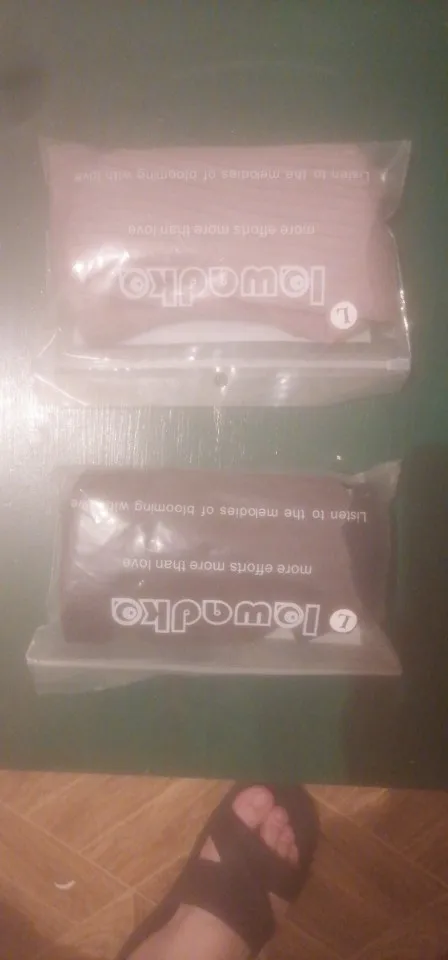 L
lawadka
more efforts more than love
Listen to the melodies of blooming with love
L
lawadka
more efforts more than love
Listen to the melodies of blooming with love